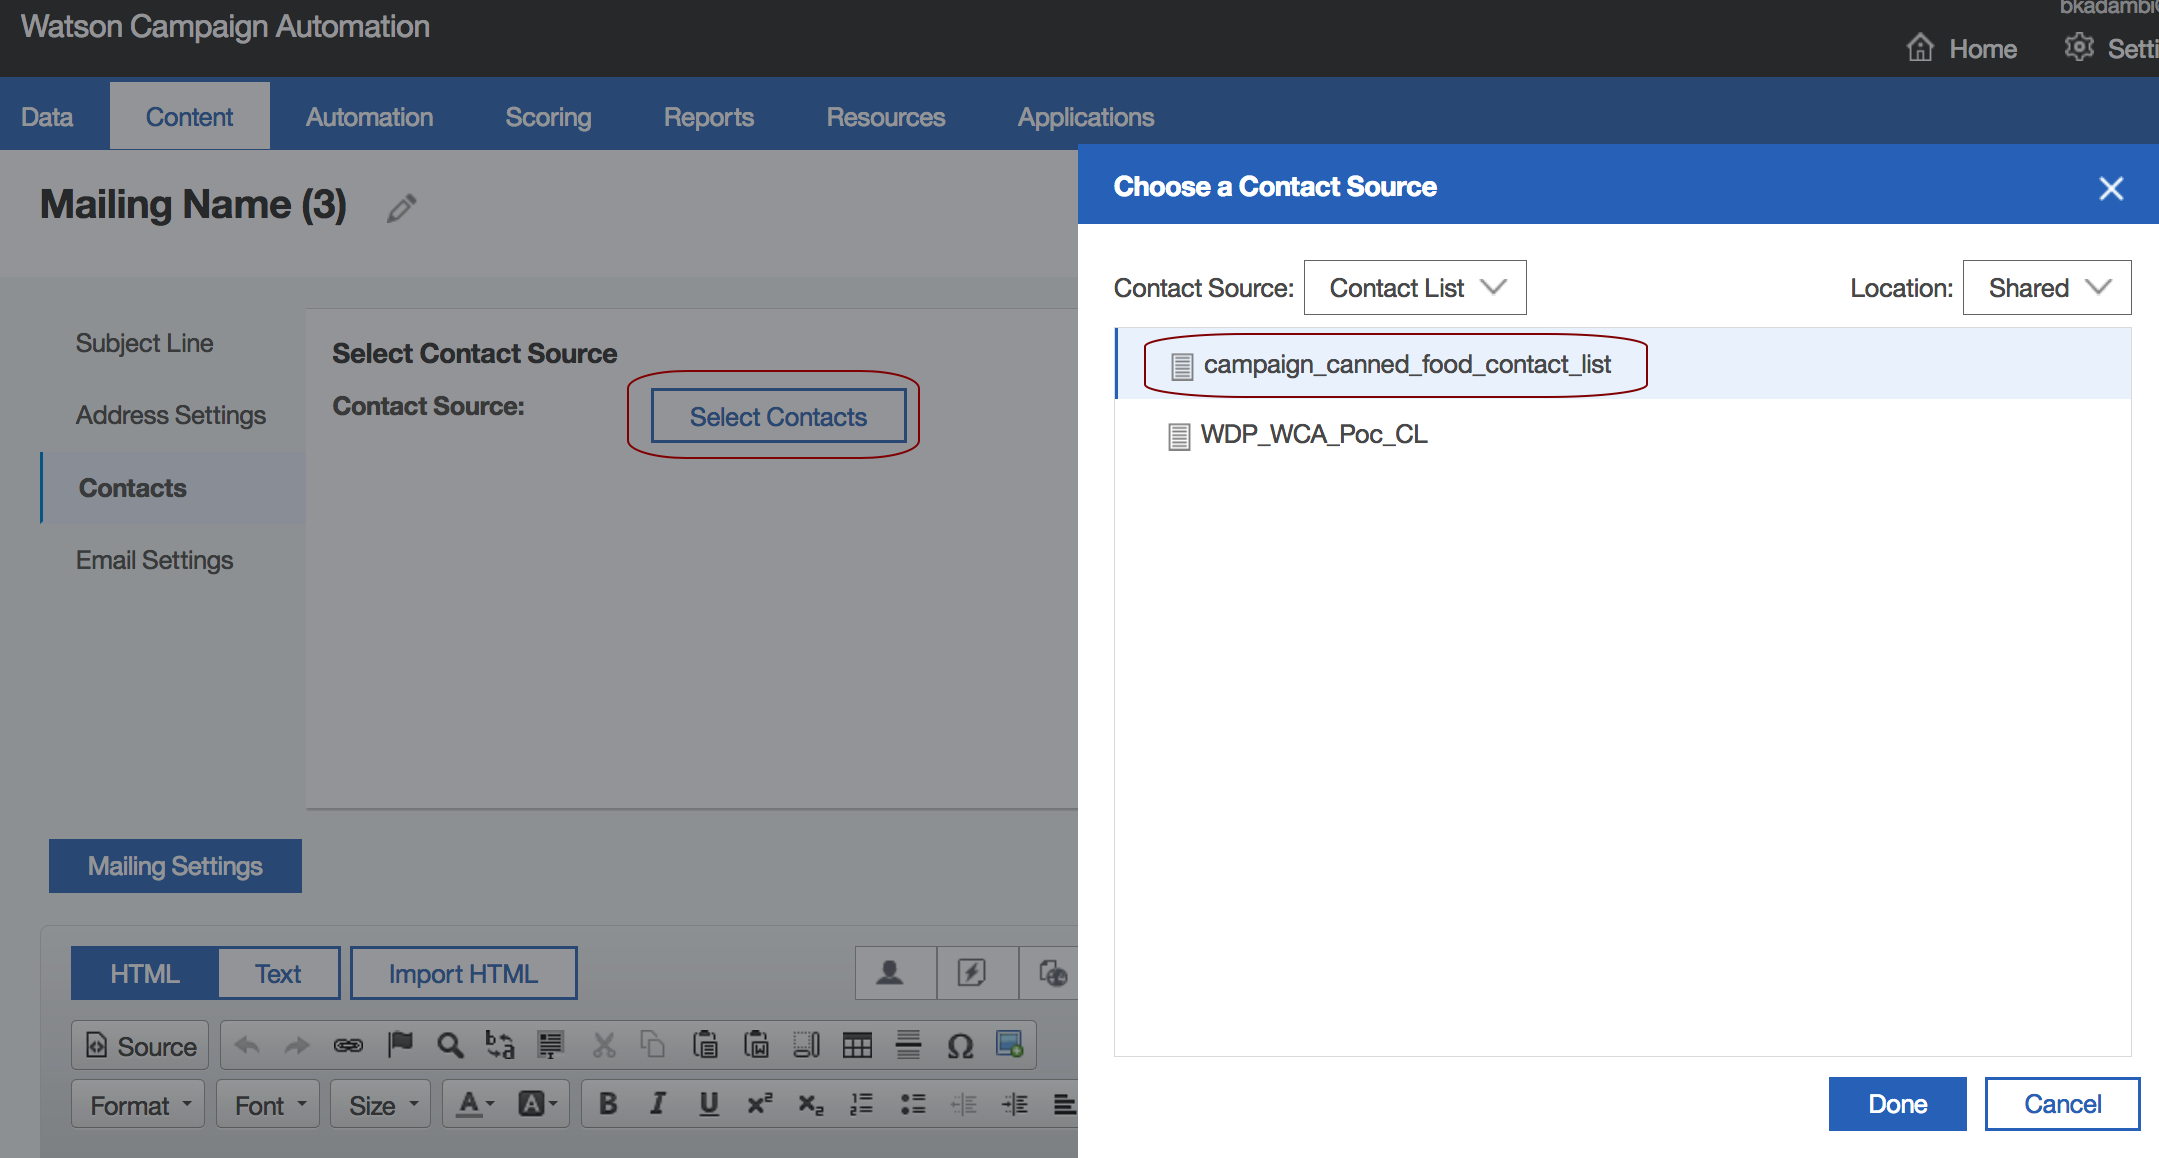 Watson Campaign Automation
Home
Data Content Automation Scoring Reports Resources Applications
Mailing Name (3)
Subject Line
Address Settings
Contacts
Email Settings
Select Contact Source
Contact Source: Select Contacts
Mailing Settings
HTML Text Import HTML
Source
Format Font Size
Choose a Contact Source
Contact Source: Contact List Location: Shared
campaign_canned_food_contact_list
WDP_WCA_Poc_CL
Done Cancel